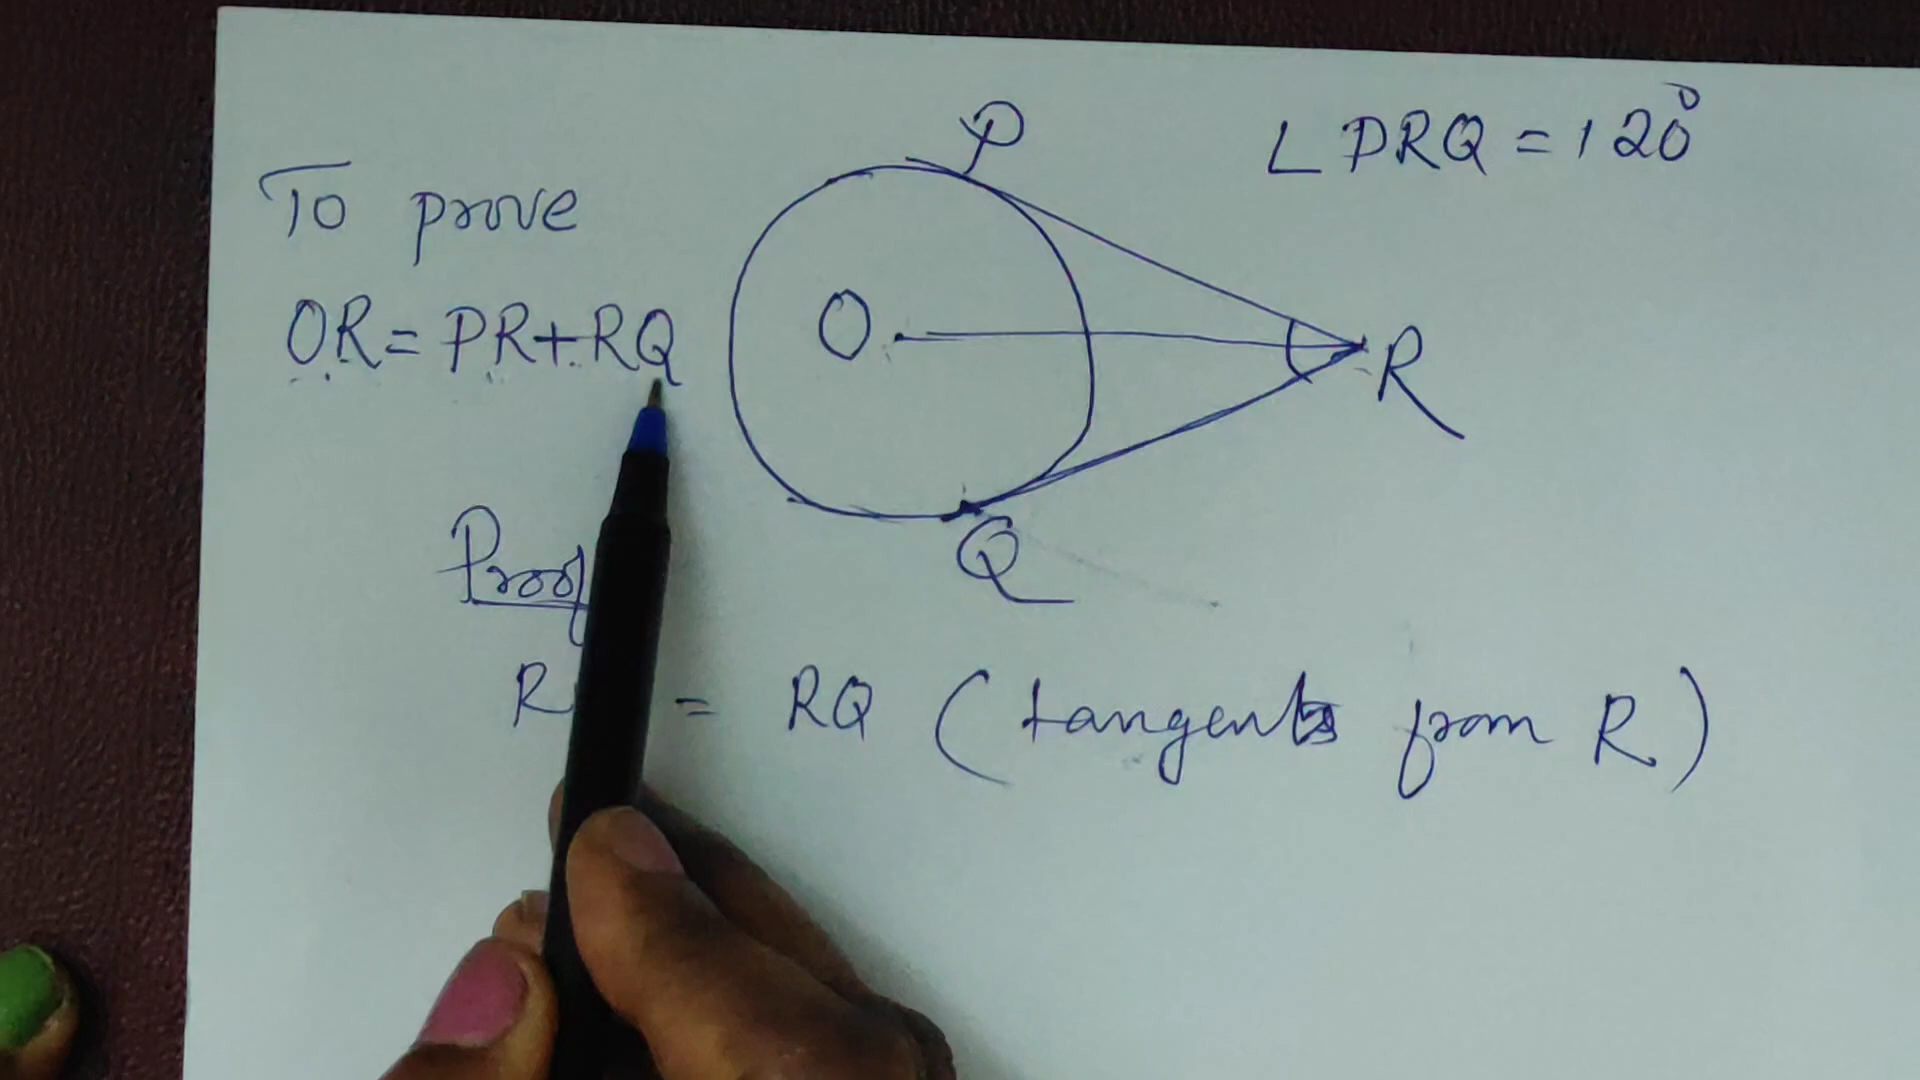 P
∠PRQ = 120°
To prove
OR = PR + RQ
O
R
Q
Proof
R = RQ (tangents from R)